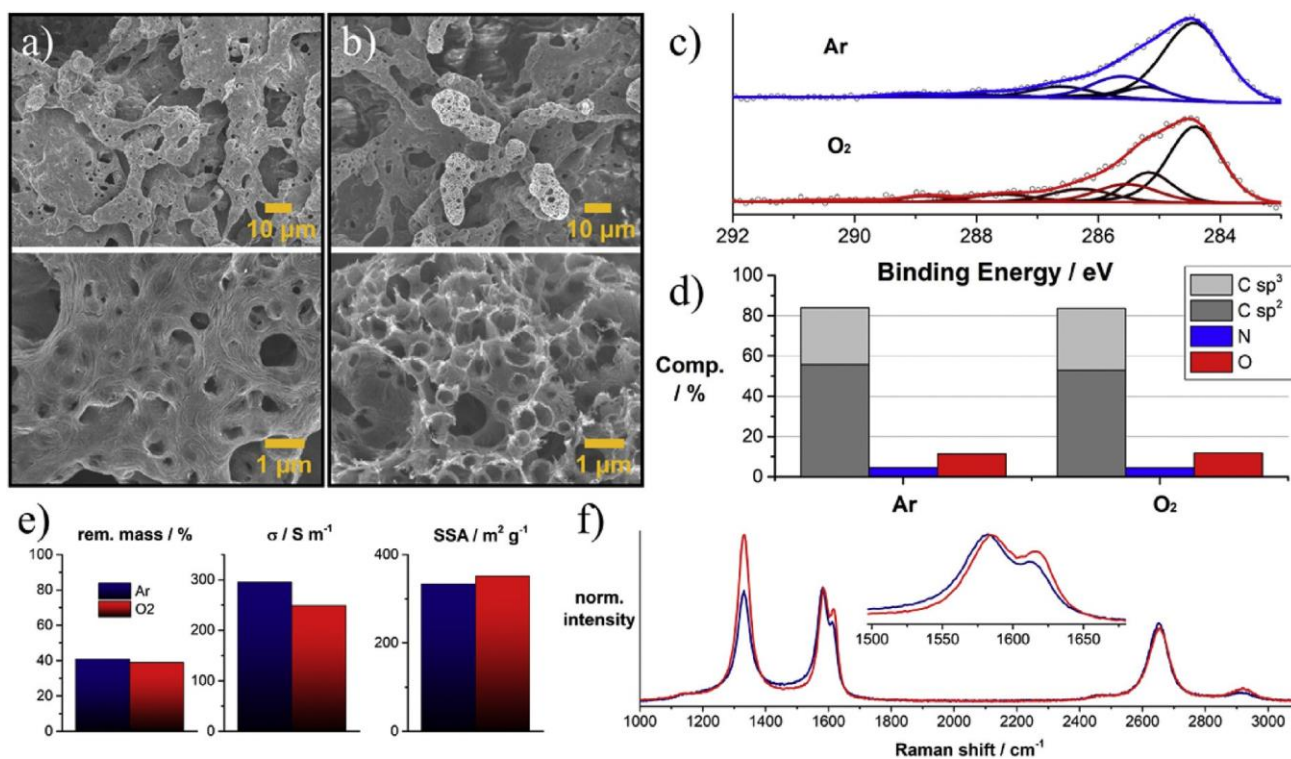 a)
b)
10 µm
10 µm
1 µm
1 µm
c)
Ar
O₂
292 290 288 286 284
Binding Energy / eV
d)
100
80
60
40
20
0
Comp.
/ %
C sp³
C sp²
N
O
Ar O₂
e)
rem. mass / %
100
80
60
40
20
0
Ar
O2
σ / S m⁻¹
300
250
150
0
SSA / m² g⁻¹
400
200
0
f)
norm.
intensity
1500 1550 1600 1650
1000 1200 1400 1600 1800 2000 2200 2400 2600 2800 3000
Raman shift / cm⁻¹